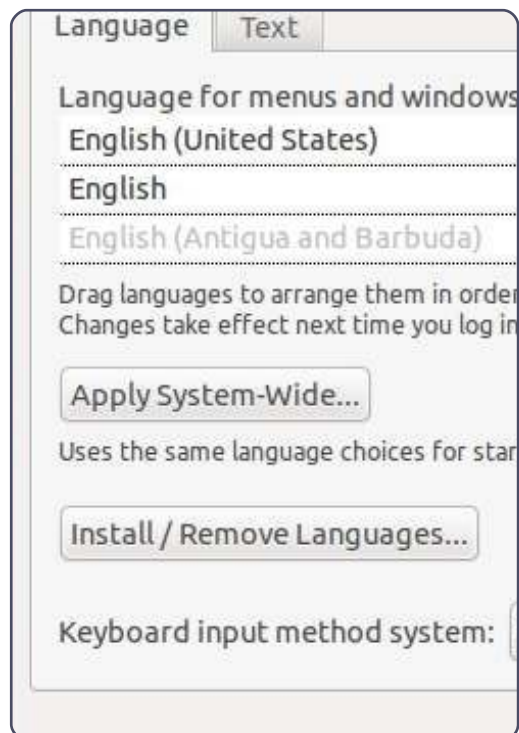 Language Text
Language for menus and windows
English (United States)
English
English (Antigua and Barbuda)
Drag languages to arrange them in order
Changes take effect next time you log in
Apply System-Wide...
Uses the same language choices for star
Install / Remove Languages...
Keyboard input method system: